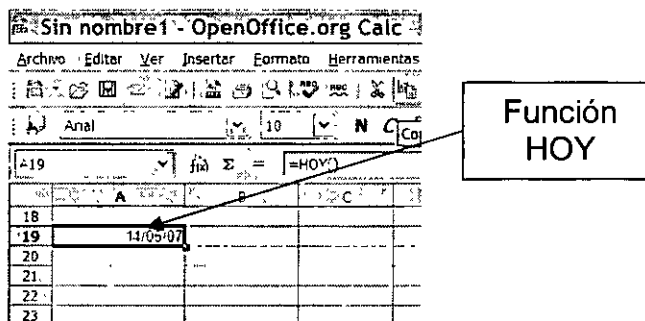 Sin nombre1 - OpenOffice.org Calc
Archivo Editar Ver Insertar Formato Herramientas
Arial 10 N C Co
A19 f(x) Σ = =HOY()
A B C
18
19 14/05/07
20
21
22
23
Función
HOY